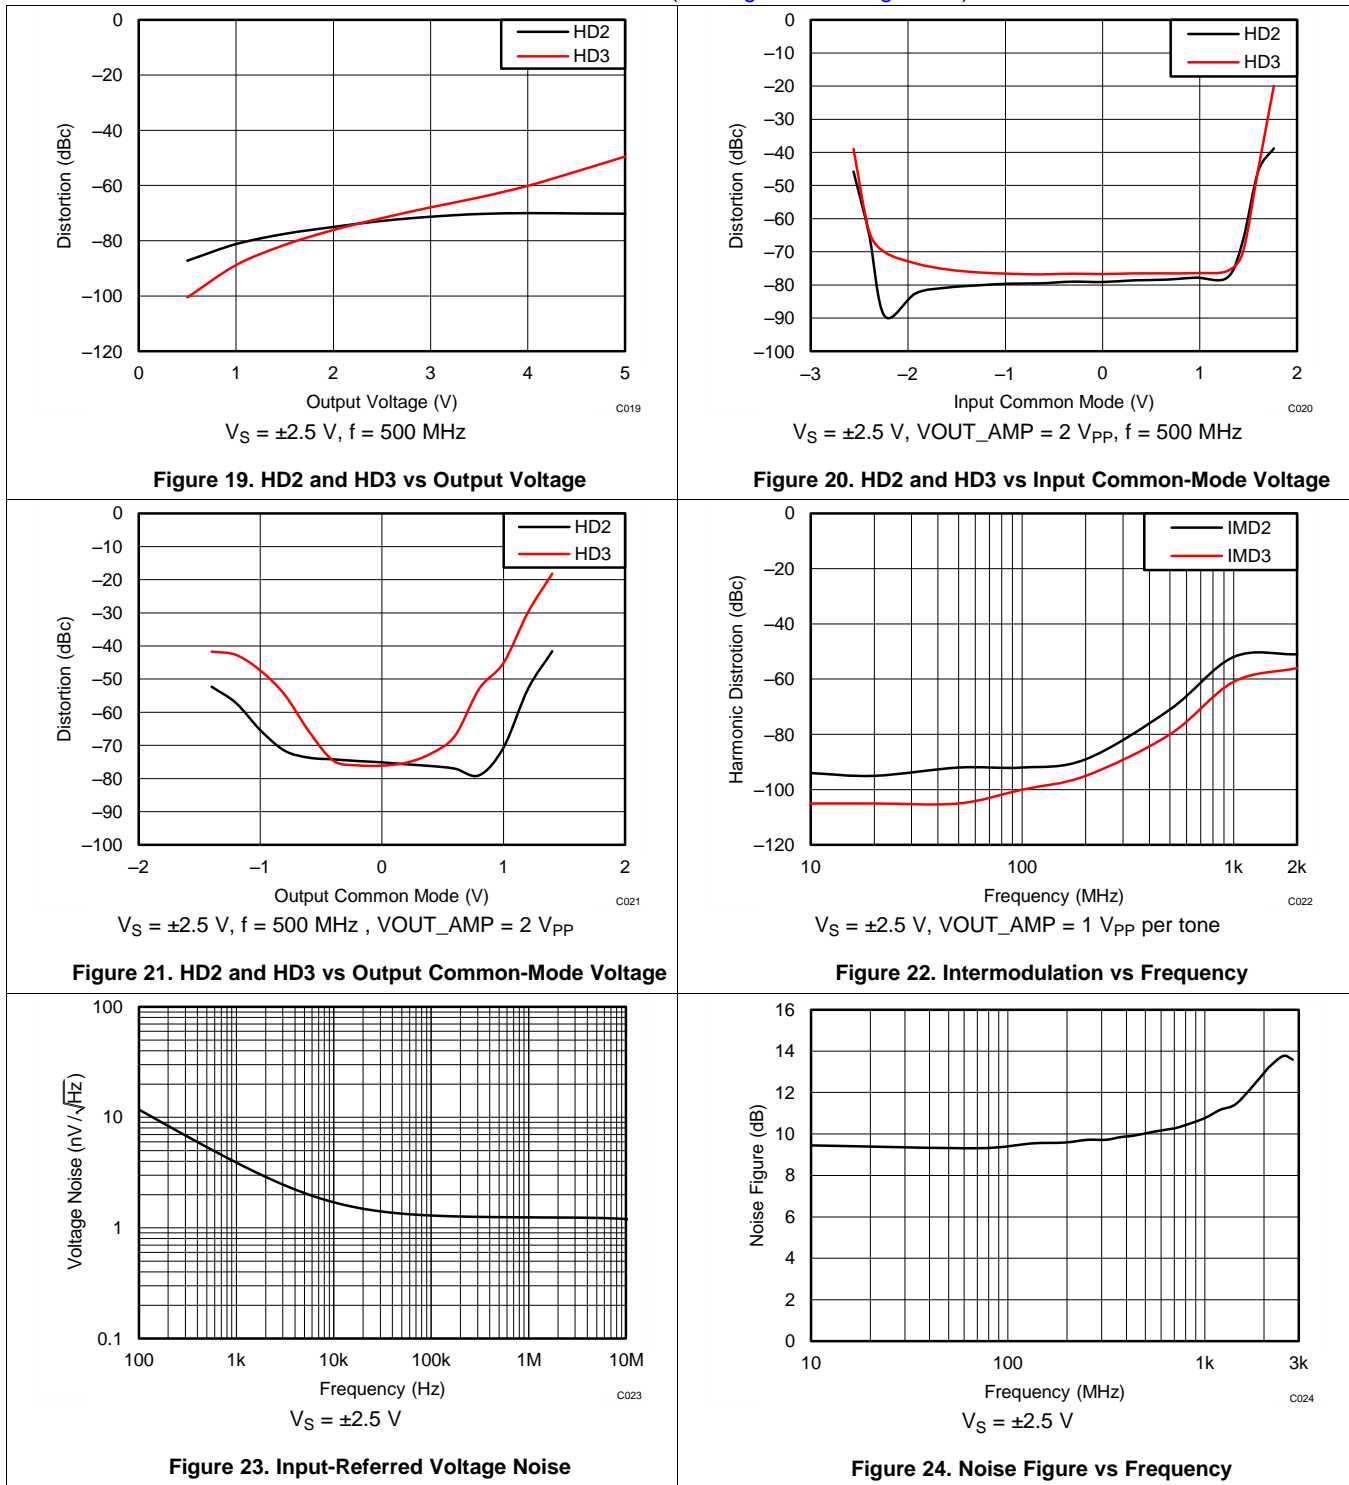 HD2
HD3
0
–20
–40
–60
–80
–100
–120
Distortion (dBc)
0 1 2 3 4 5
Output Voltage (V)
C019
V_S = ±2.5 V, f = 500 MHz
Figure 19. HD2 and HD3 vs Output Voltage
HD2
HD3
0
–10
–20
–30
–40
–50
–60
–70
–80
–90
–100
Distortion (dBc)
–3 –2 –1 0 1 2
Input Common Mode (V)
C020
V_S = ±2.5 V, VOUT_AMP = 2 V_PP, f = 500 MHz
Figure 20. HD2 and HD3 vs Input Common-Mode Voltage
HD2
HD3
0
–10
–20
–30
–40
–50
–60
–70
–80
–90
–100
Distortion (dBc)
–2 –1 0 1 2
Output Common Mode (V)
C021
V_S = ±2.5 V, f = 500 MHz , VOUT_AMP = 2 V_PP
Figure 21. HD2 and HD3 vs Output Common-Mode Voltage
IMD2
IMD3
0
–20
–40
–60
–80
–100
–120
Harmonic Distrotion (dBc)
10 100 1k 2k
Frequency (MHz)
C022
V_S = ±2.5 V, VOUT_AMP = 1 V_PP per tone
Figure 22. Intermodulation vs Frequency
100
10
1
0.1
Voltage Noise (nV/√Hz)
100 1k 10k 100k 1M 10M
Frequency (Hz)
C023
V_S = ±2.5 V
Figure 23. Input-Referred Voltage Noise
16
14
12
10
8
6
4
2
0
Noise Figure (dB)
10 100 1k 3k
Frequency (MHz)
C024
V_S = ±2.5 V
Figure 24. Noise Figure vs Frequency